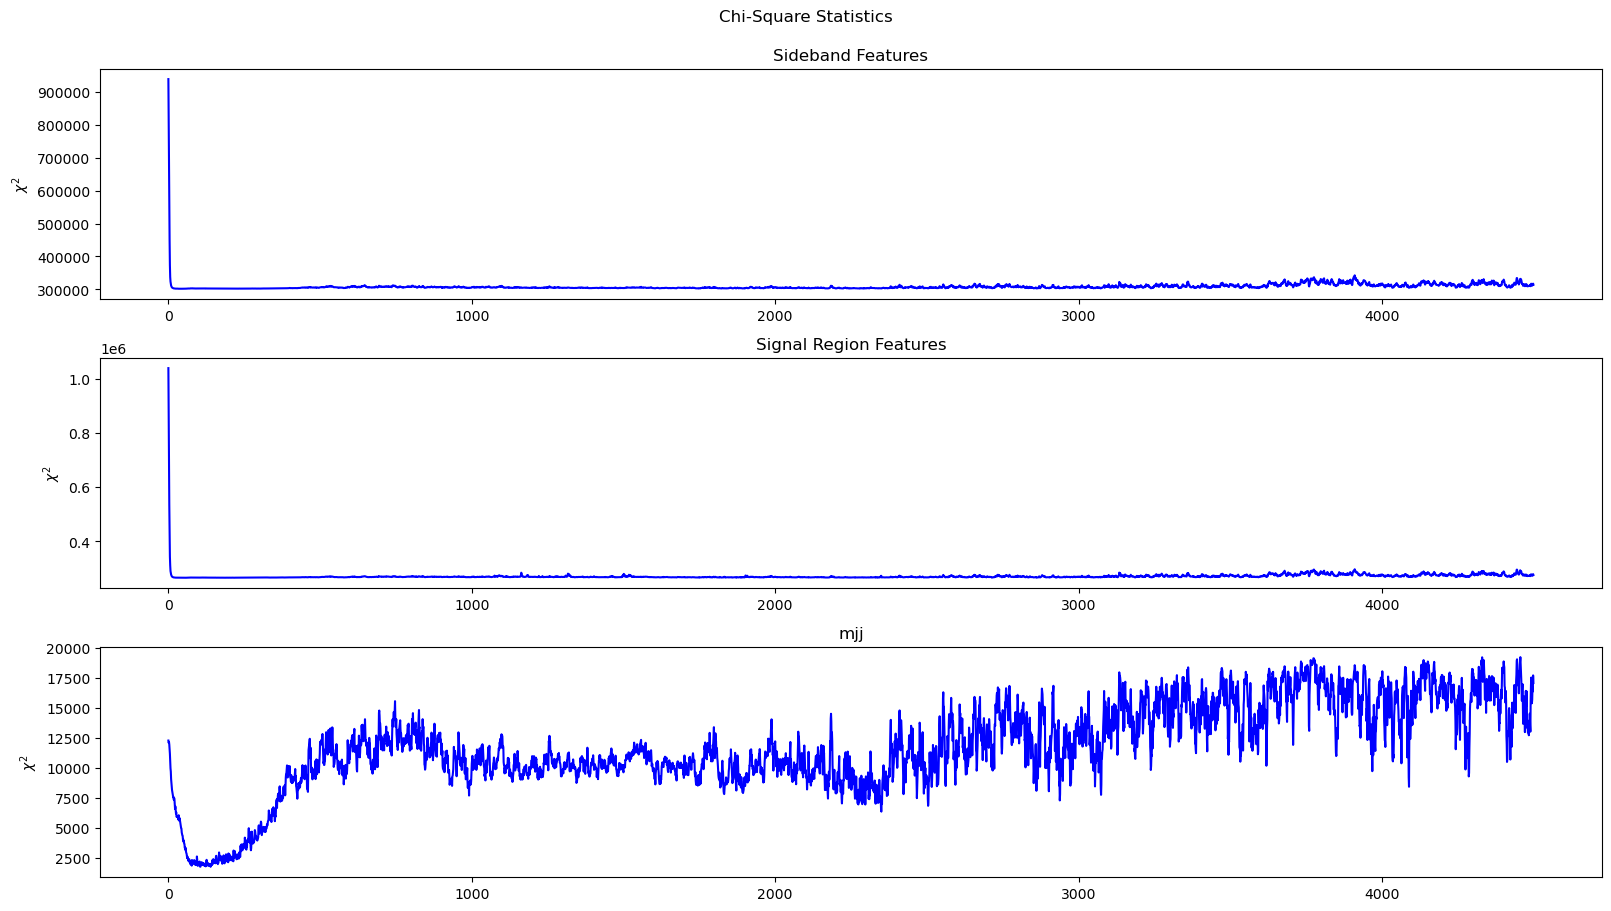 Chi-Square Statistics
Sideband Features
900000
800000
700000
600000
500000
400000
300000
χ²
0 1000 2000 3000 4000
Signal Region Features
1e6
1.0
0.8
0.6
0.4
χ²
0 1000 2000 3000 4000
mjj
20000
17500
15000
12500
10000
7500
5000
2500
χ²
0 1000 2000 3000 4000